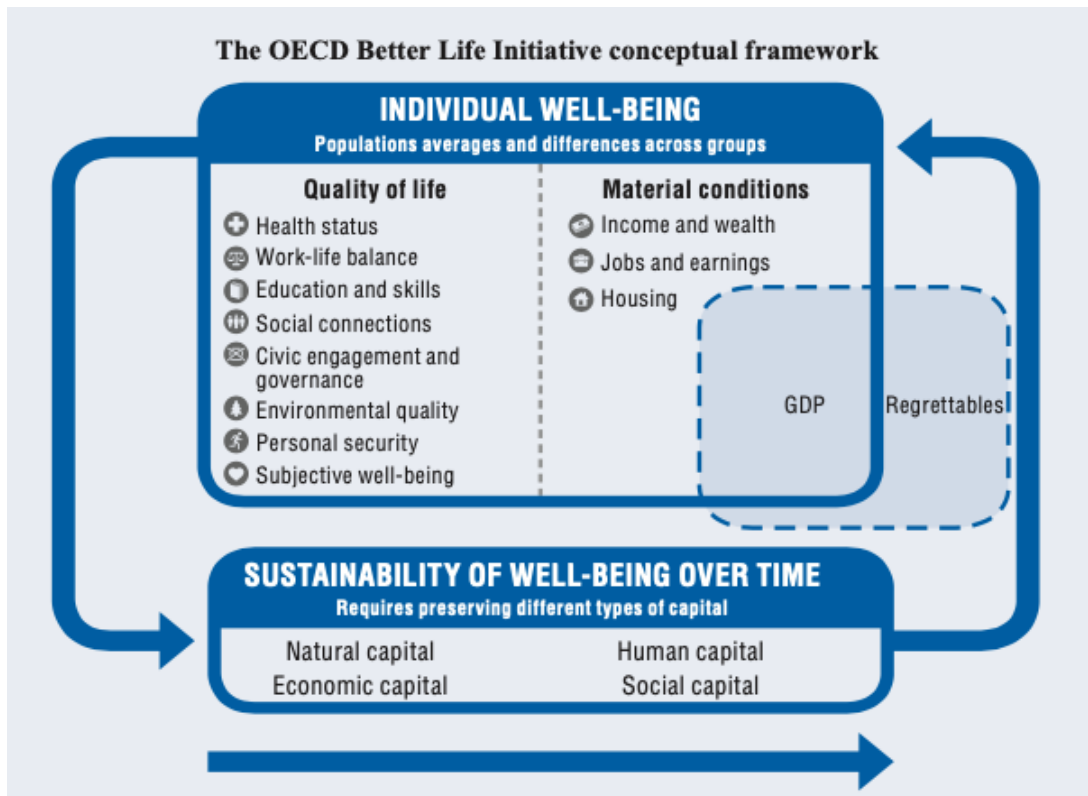 The OECD Better Life Initiative conceptual framework
INDIVIDUAL WELL-BEING
Populations averages and differences across groups
Quality of life
Health status
Work-life balance
Education and skills
Social connections
Civic engagement and
governance
Environmental quality
Personal security
Subjective well-being
Material conditions
Income and wealth
Jobs and earnings
Housing
GDP
Regrettables
SUSTAINABILITY OF WELL-BEING OVER TIME
Requires preserving different types of capital
Natural capital
Human capital
Economic capital
Social capital